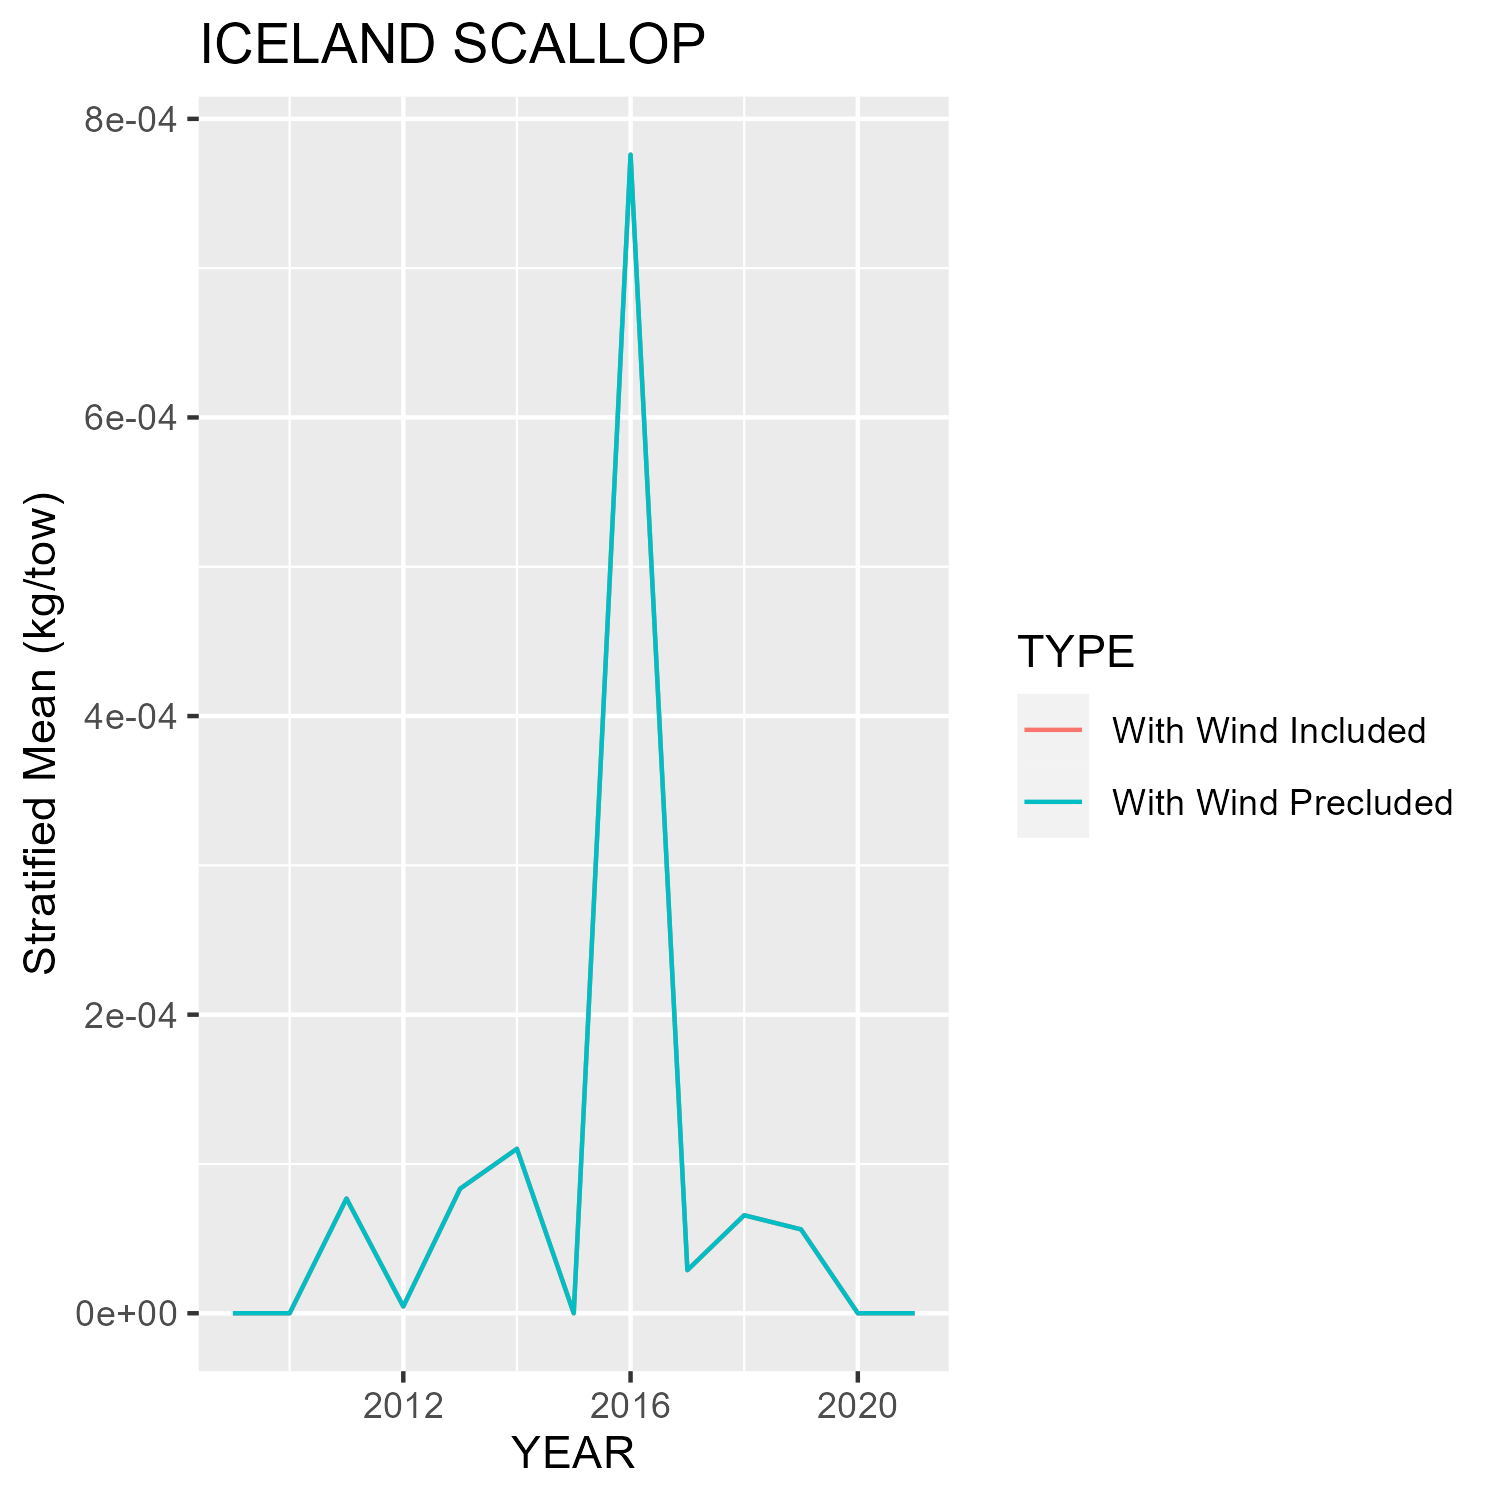 ICELAND SCALLOP
8e-04
6e-04
4e-04
2e-04
0e+00
Stratified Mean (kg/tow)
2012
2016
2020
YEAR
TYPE
With Wind Included
With Wind Precluded